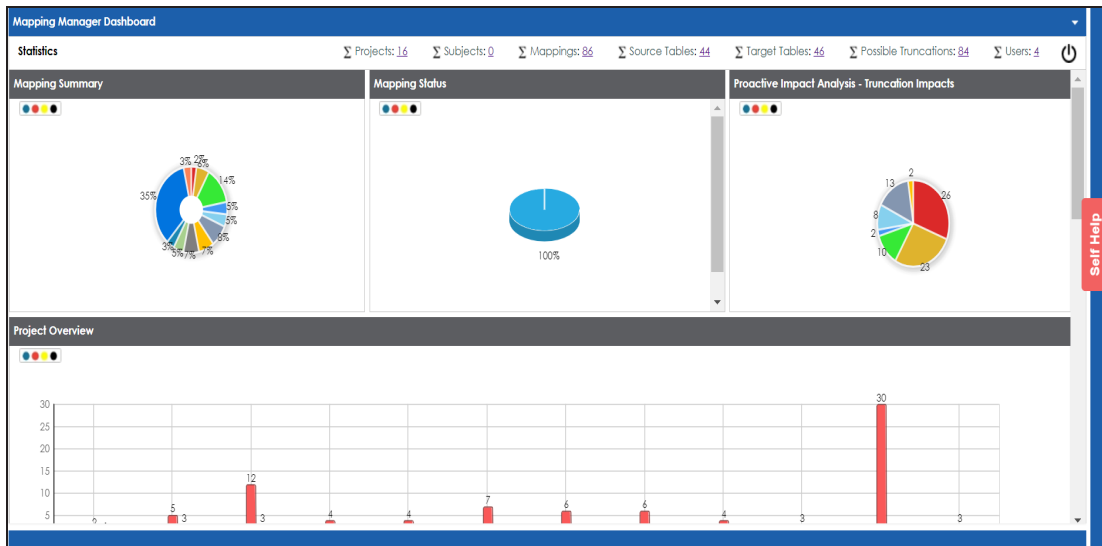 Mapping Manager Dashboard
Statistics
Σ Projects: 16 Σ Subjects: 0 Σ Mappings: 86 Σ Source Tables: 44 Σ Target Tables: 46 Σ Possible Truncations: 84 Σ Users: 4
Mapping Summary
3% 2% 6%
14%
35%
5%
5%
8%
3% 5% 7% 7%
Mapping Status
100%
Proactive Impact Analysis - Truncation Impacts
2
13 26
8
2
10 23
Self Help
Project Overview
30 30
25
20
15
12
10
7
5 6 6
5 3 3 4 4 4 3 3